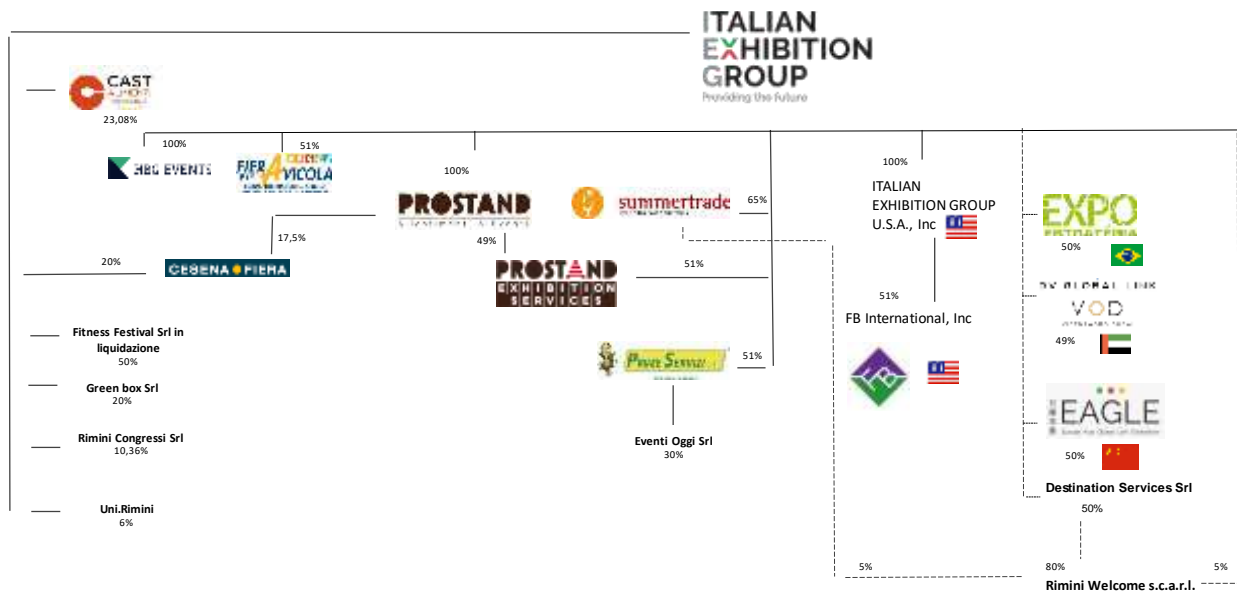 ITALIAN
EXHIBITION
GROUP
Providing the future
CAST
23,08%
100%
HBG EVENTS
51%
FIERA
AVICOLA
100%
PROSTAND
summertrade
65%
100%
ITALIAN
EXHIBITION GROUP
U.S.A., Inc
EXPO
50%
17,5%
20%
CESENA FIERA
49%
PROSTAND
EXHIBITION
SERVICES
51%
51%
FB International, Inc
FB
DV GLOBAL LINK
VOD
49%
Fitness Festival Srl in
liquidazione
50%
Green box Srl
20%
Rimini Congressi Srl
10,36%
Uni.Rimini
6%
51%
Eventi Oggi Srl
30%
EAGLE
50%
Destination Services Srl
50%
5%
80%
5%
Rimini Welcome s.c.a.r.l.